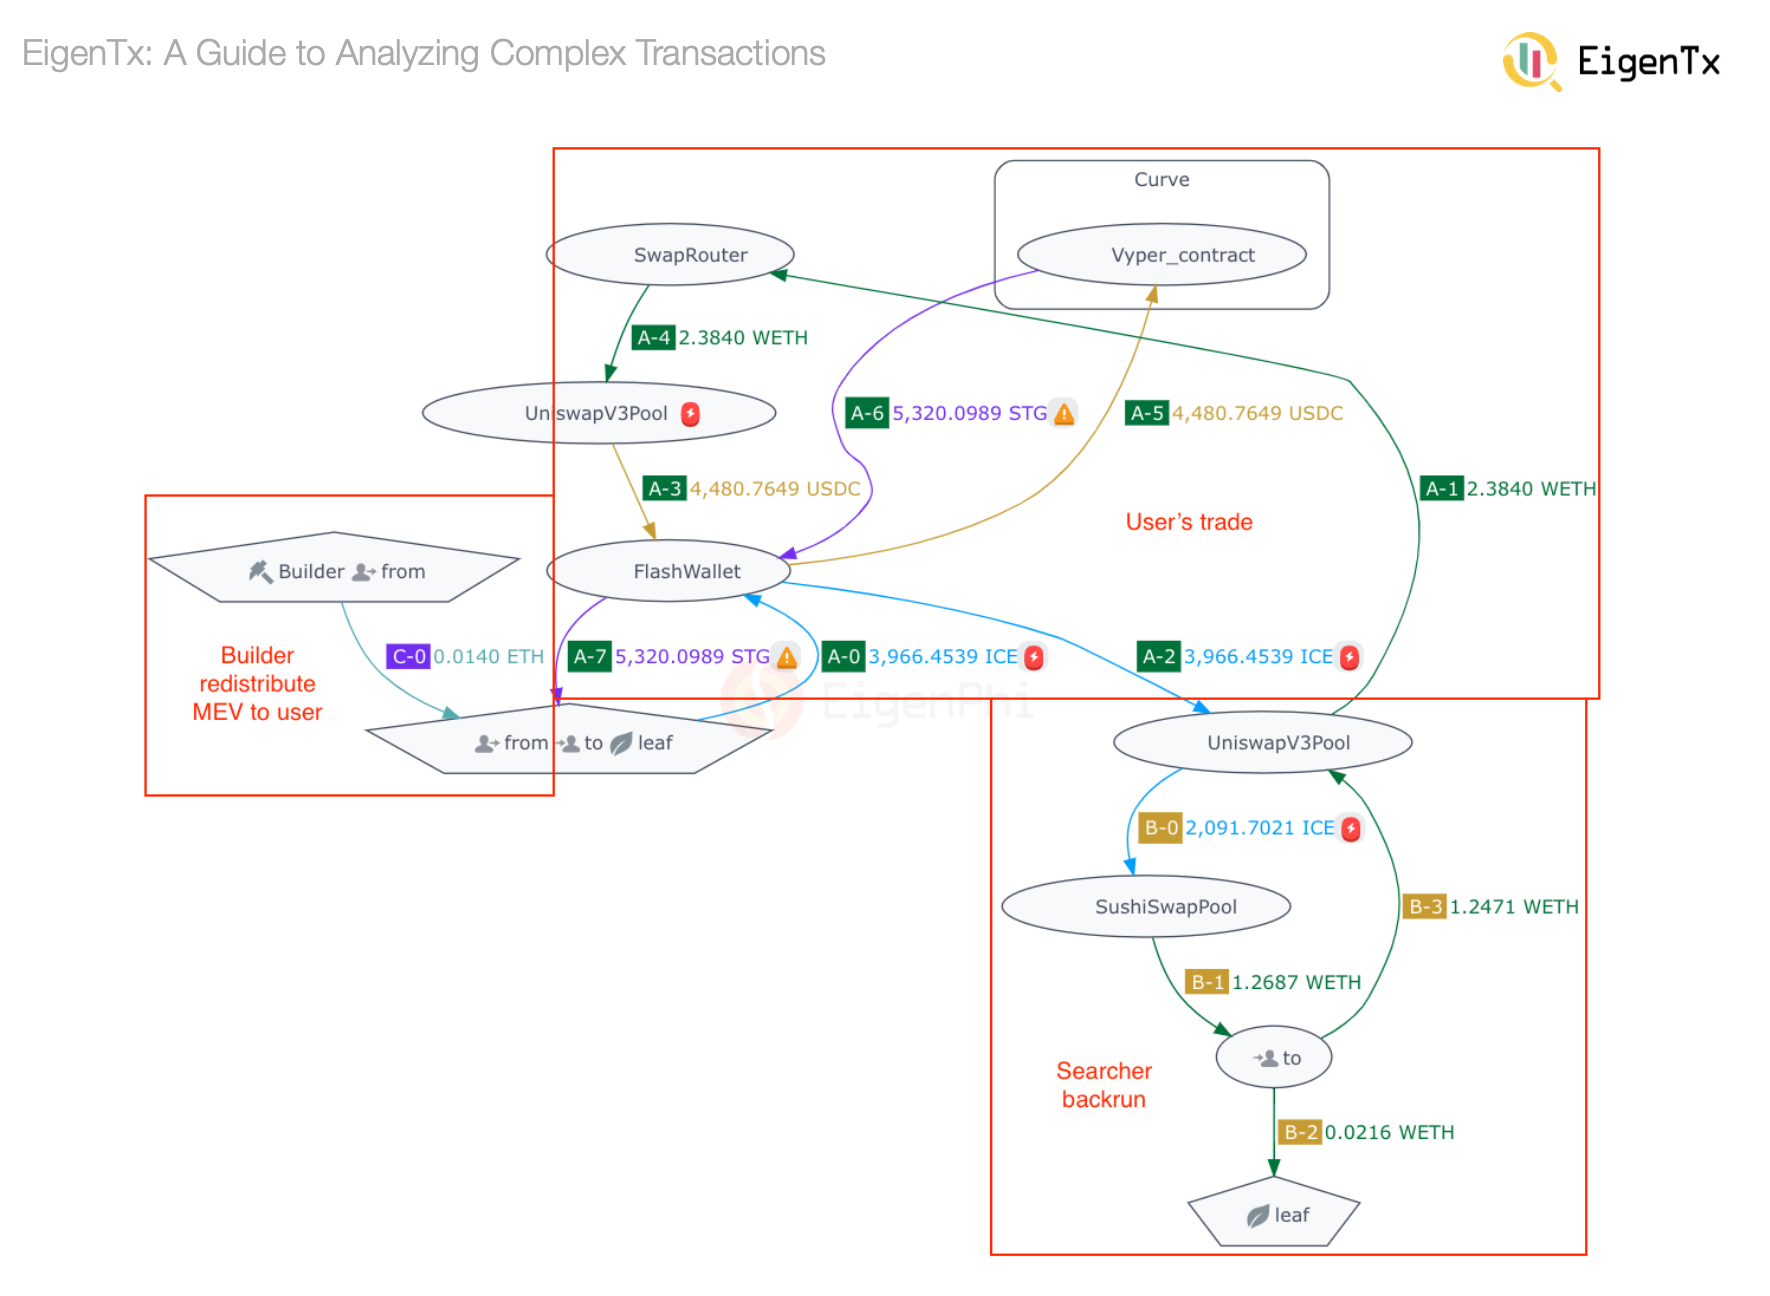 EigenTx: A Guide to Analyzing Complex Transactions
EigenTx
Curve
SwapRouter
Vyper_contract
A-4 2.3840 WETH
UniswapV3Pool
A-6 5,320.0989 STG
A-5 4,480.7649 USDC
A-3 4,480.7649 USDC
A-1 2.3840 WETH
User's trade
Builder from
FlashWallet
Builder
redistribute
MEV to user
C-0 0.0140 ETH
A-7 5,320.0989 STG
A-0 3,966.4539 ICE
A-2 3,966.4539 ICE
EigenPhi
from to leaf
UniswapV3Pool
B-0 2,091.7021 ICE
SushiSwapPool
B-3 1.2471 WETH
B-1 1.2687 WETH
to
Searcher
backrun
B-2 0.0216 WETH
leaf